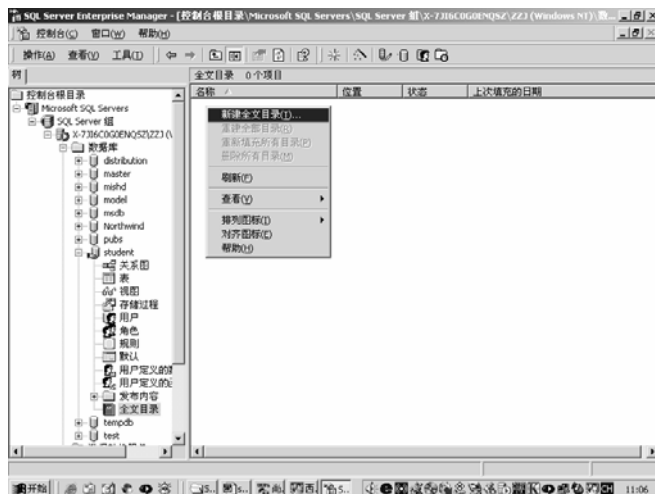 SQL Server Enterprise Manager - [控制台根目录\Microsoft SQL Servers\SQL Server 组\X-7JI6C0G0ENQSZ\ZZJ (Windows NT)\数...
控制台(C) 窗口(W) 帮助(H)
操作(A) 查看(V) 工具(T)
树
全文目录 0 个项目
控制台根目录
Microsoft SQL Servers
SQL Server 组
X-7JI6C0G0ENQSZ\ZZJ (\
数据库
distribution
master
mishd
model
msdb
Northwind
pubs
student
关系图
表
视图
存储过程
用户
角色
规则
默认
用户定义的
用户定义的
发布内容
全文目录
tempdb
test
名称 位置 状态 上次填充的日期
新建全文目录(T)...
重建全部目录(R)
重新填充所有目录(P)
删除所有目录(M)
刷新(F)
查看(V)
排列图标(I)
对齐图标(E)
帮助(H)
开始
11:06